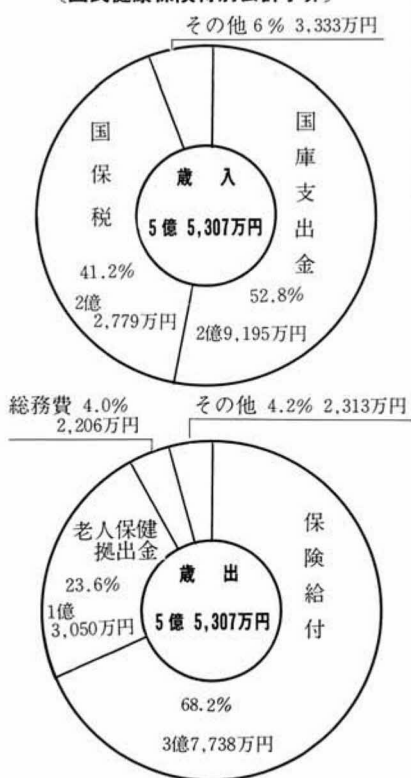 その他 6% 3,333万円
国庫支出金
52.8%
2億9,195万円
国保税
41.2%
2億
2,779万円
歳 入
5億 5,307万円
総務費 4.0%
2,206万円
その他 4.2% 2,313万円
保険給付
68.2%
3億7,738万円
老人保健
拠出金
23.6%
1億
3,050万円
歳 出
5億 5,307万円